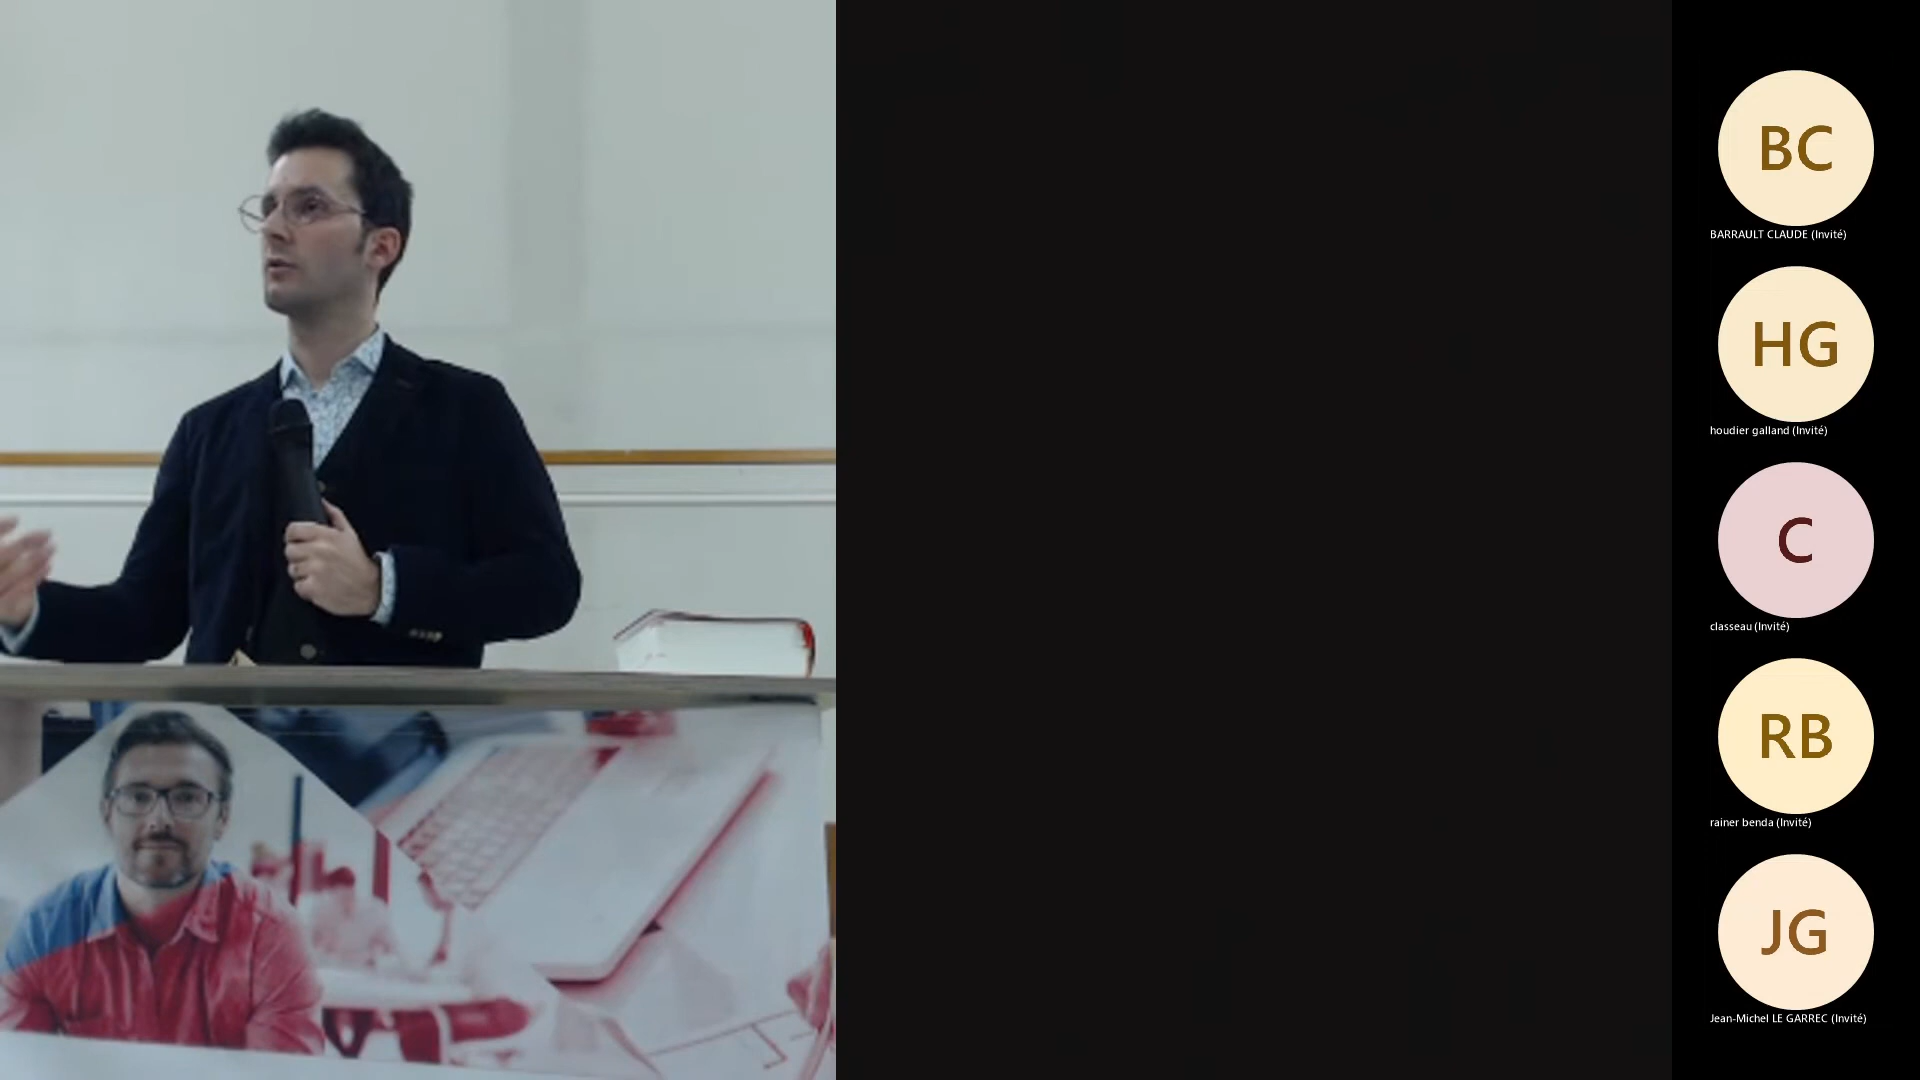 BC
BARRAULT CLAUDE (Invité)
HG
houdier galland (Invité)
C
classeau (Invité)
RB
rainer benda (Invité)
JG
Jean-Michel LE GARREC (Invité)